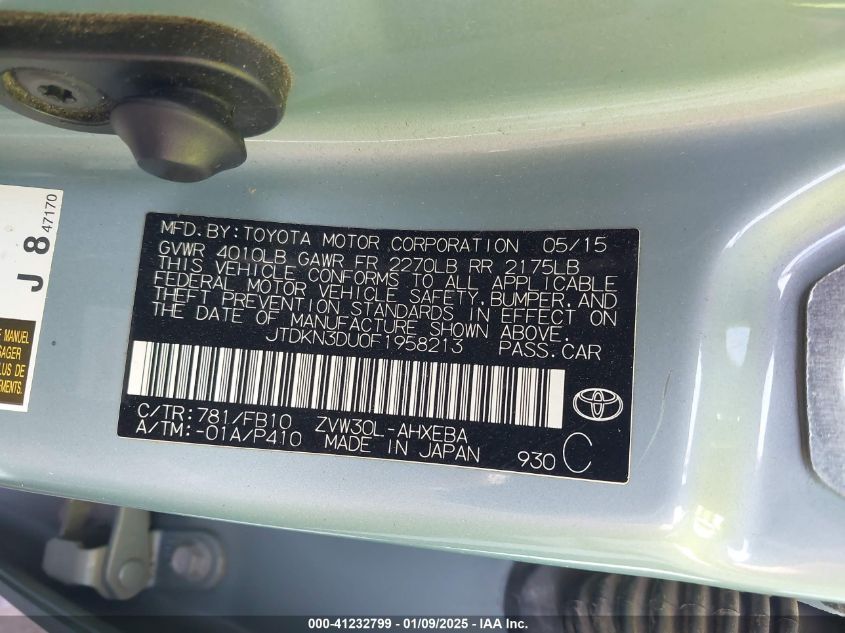 MFD. BY: TOYOTA MOTOR CORPORATION 05/15
GVWR 4010LB GAWR FR 2270LB RR 2175LB
THIS VEHICLE CONFORMS TO ALL APPLICABLE
FEDERAL MOTOR VEHICLE SAFETY, BUMPER, AND
THEFT PREVENTION STANDARDS IN EFFECT ON
THE DATE OF MANUFACTURE SHOWN ABOVE.
JTDKN3DU0F1958213 PASS. CAR
C/TR: 781/FB10 ZVW30L-AHXEBA
A/TM: -01A/P410 MADE IN JAPAN 930 C
J 8 47170
MANUEL
LUS DE
000-41232799 - 01/09/2025 - IAA Inc.